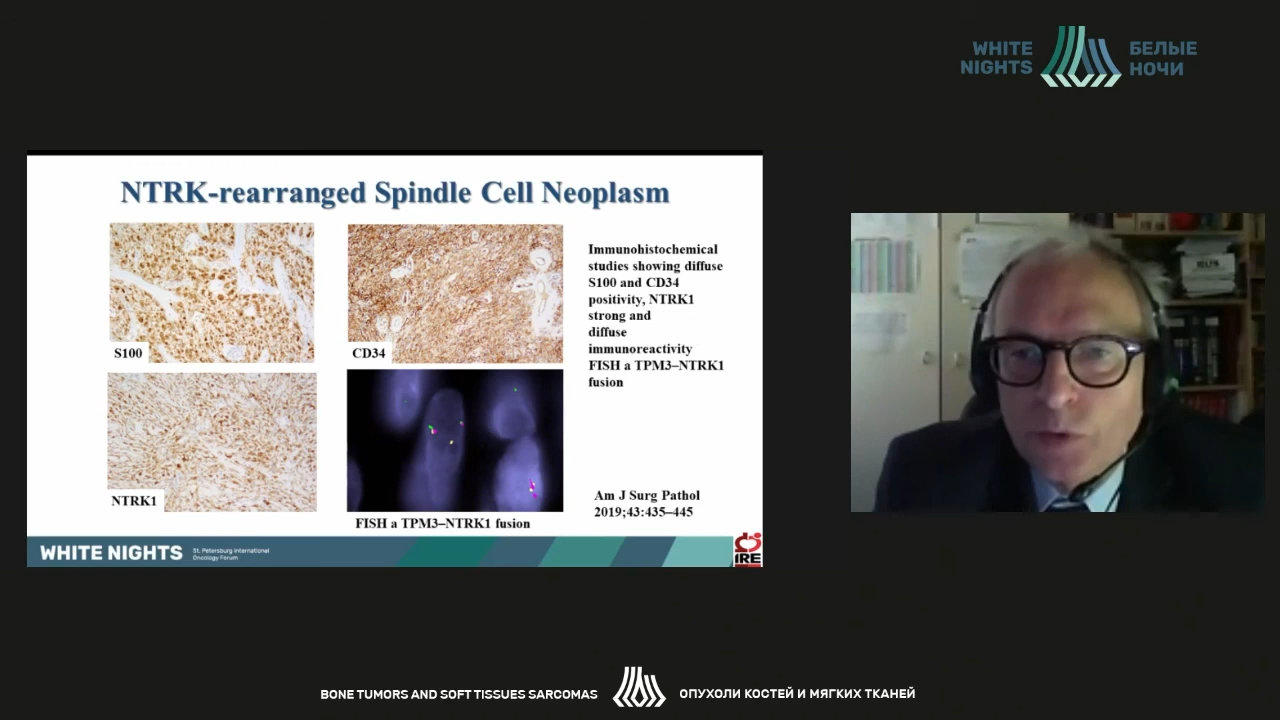 WHITE
NIGHTS
БЕЛЫЕ
НОЧИ
NTRK-rearranged Spindle Cell Neoplasm
S100
CD34
NTRK1
FISH a TPM3–NTRK1 fusion
Immunohistochemical
studies showing diffuse
S100 and CD34
positivity, NTRK1
strong and
diffuse
immunoreactivity
FISH a TPM3–NTRK1
fusion
Am J Surg Pathol
2019;43:435–445
WHITE NIGHTS
St. Petersburg International
Oncology Forum
IRE
BONE TUMORS AND SOFT TISSUES SARCOMAS
ОПУХОЛИ КОСТЕЙ И МЯГКИХ ТКАНЕЙ